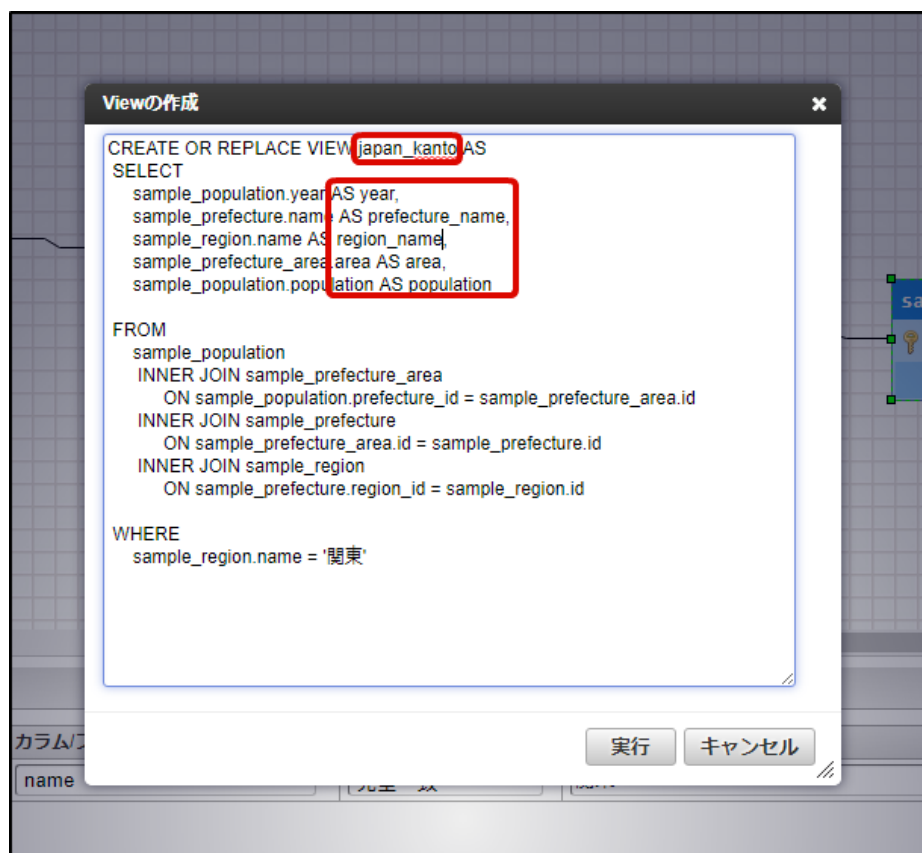 Viewの作成
CREATE OR REPLACE VIEW japan_kanto AS
SELECT
sample_population.year AS year,
sample_prefecture.name AS prefecture_name,
sample_region.name AS region_name,
sample_prefecture_area.area AS area,
sample_population.population AS population
FROM
sample_population
INNER JOIN sample_prefecture_area
ON sample_population.prefecture_id = sample_prefecture_area.id
INNER JOIN sample_prefecture
ON sample_prefecture_area.id = sample_prefecture.id
INNER JOIN sample_region
ON sample_prefecture.region_id = sample_region.id
WHERE
sample_region.name = '関東'
sa
実行 キャンセル
カラム/
name